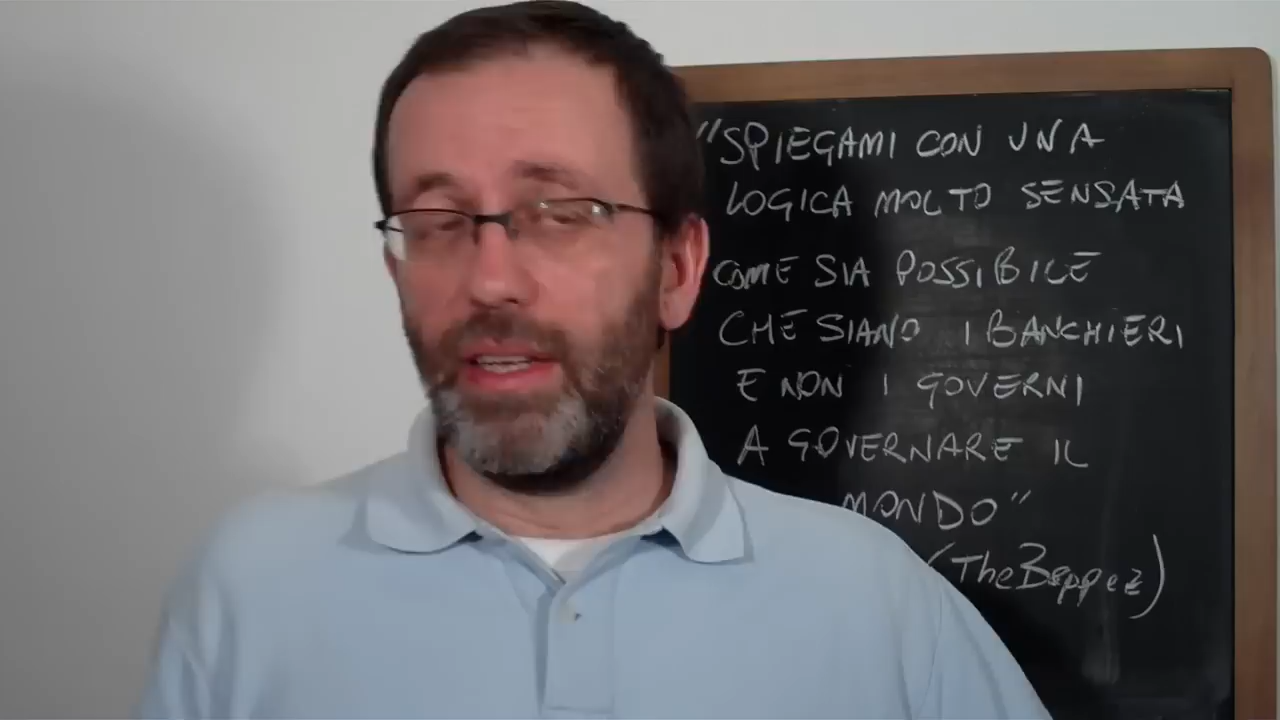 "SPIEGAMI CON UNA
LOGICA MOLTO SENSATA
COME SIA POSSIBILE
CHE SIANO I BANCHIERI
E NON I GOVERNI
A GOVERNARE IL
MONDO"
(TheBeppez)